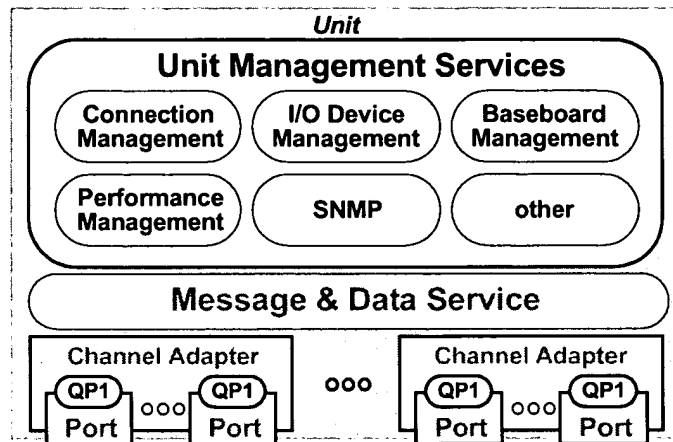 Unit
Unit Management Services
Connection Management
I/O Device Management
Baseboard Management
Performance Management
SNMP
other
Message & Data Service
Channel Adapter
QP1
ooo
QP1
Port
Port
ooo
Channel Adapter
QP1
ooo
QP1
Port
Port